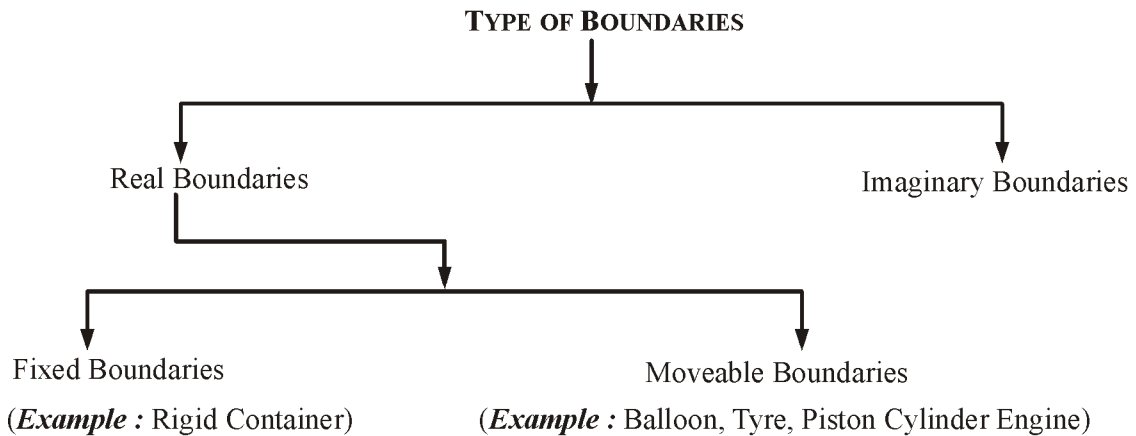 TYPE OF BOUNDARIES
Real Boundaries
Imaginary Boundaries
Fixed Boundaries
(Example : Rigid Container)
Moveable Boundaries
(Example : Balloon, Tyre, Piston Cylinder Engine)